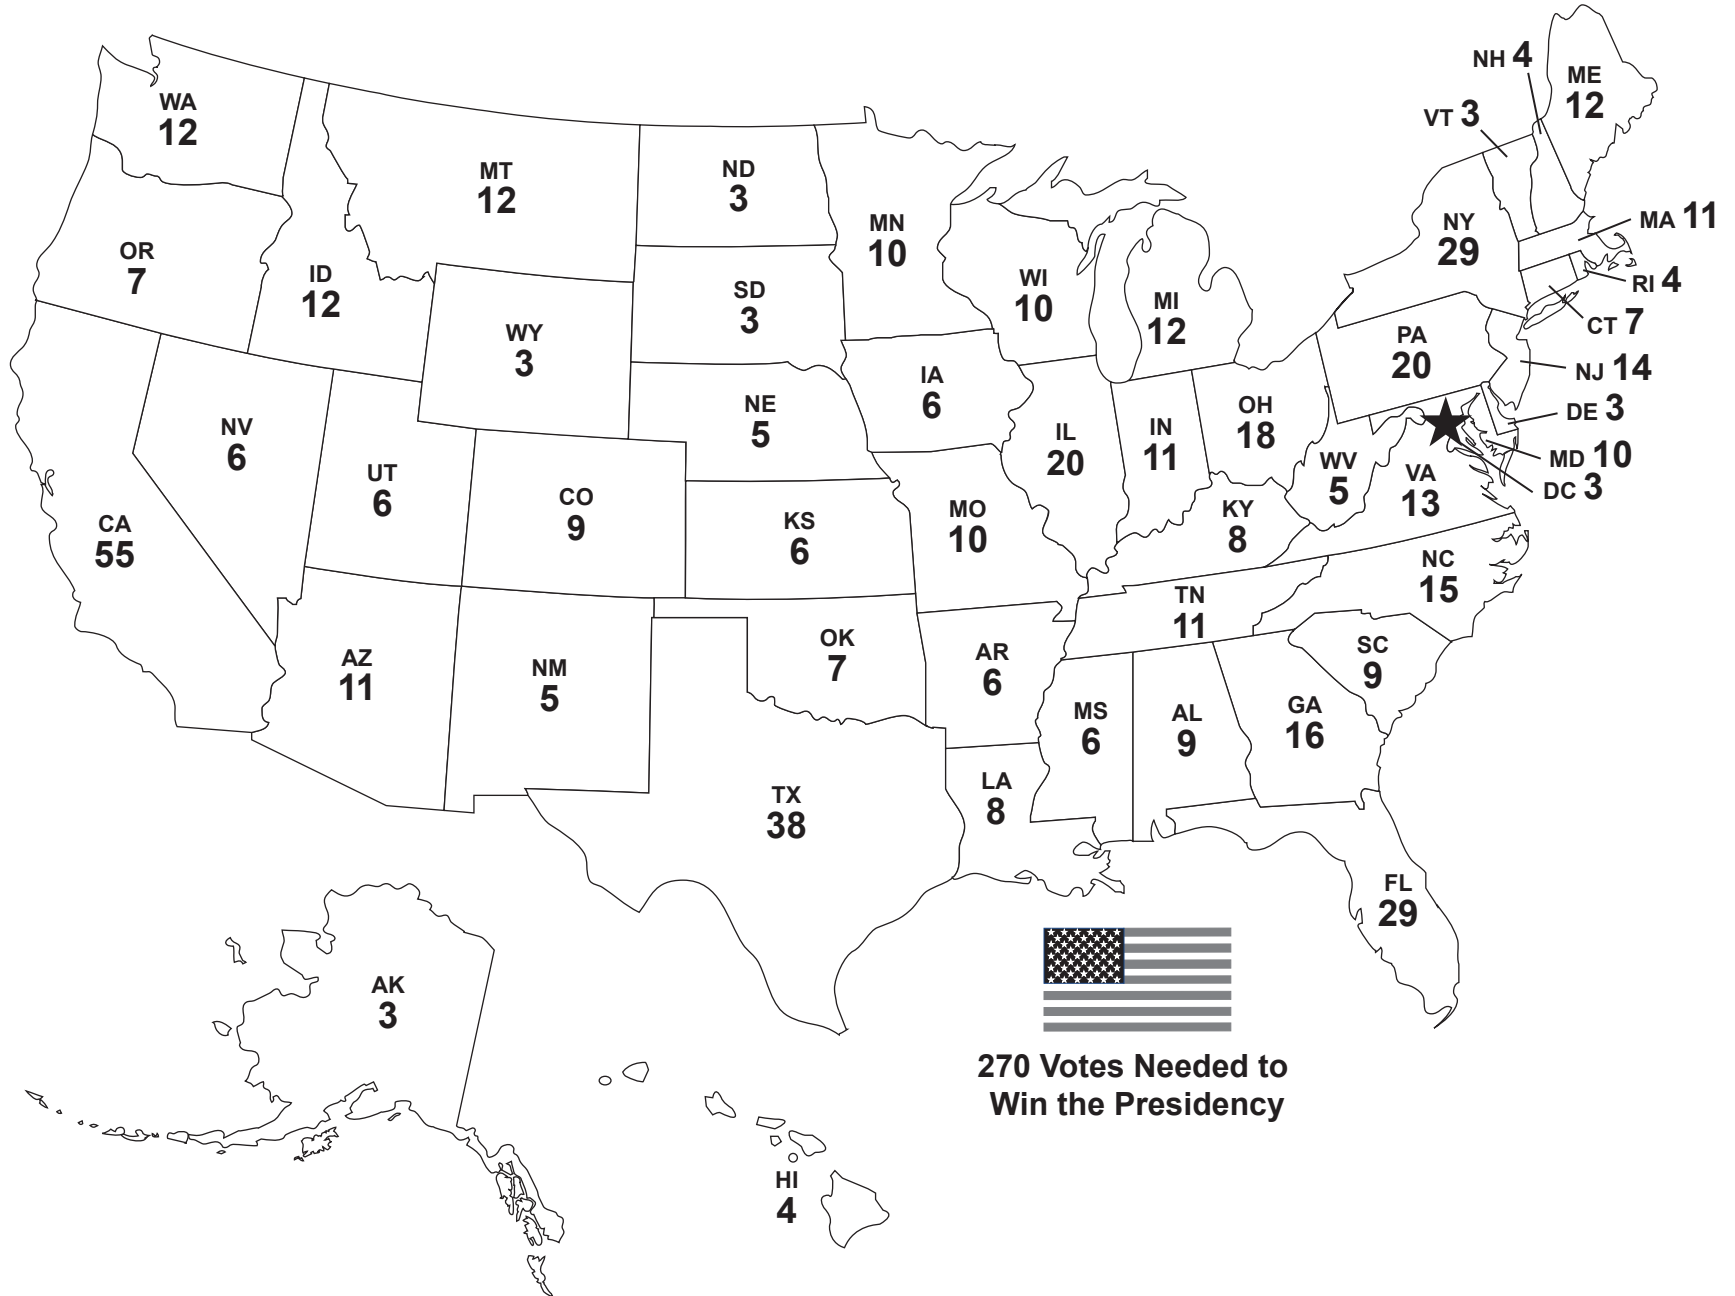 NH 4
ME
12
WA
12
VT 3
MT
12
ND
3
MN
10
NY
29
MA 11
OR
7
ID
12
SD
3
WI
10
MI
12
RI 4
CT 7
WY
3
PA
20
NJ 14
IA
6
NE
5
OH
18
DE 3
NV
6
IL
20
IN
11
MD 10
UT
6
WV
5
VA
13
DC 3
CO
9
CA
55
KS
6
MO
10
KY
8
NC
15
TN
11
AZ
11
NM
5
OK
7
AR
6
SC
9
MS
6
AL
9
GA
16
TX
38
LA
8
FL
29
AK
3
270 Votes Needed to
Win the Presidency
HI
4